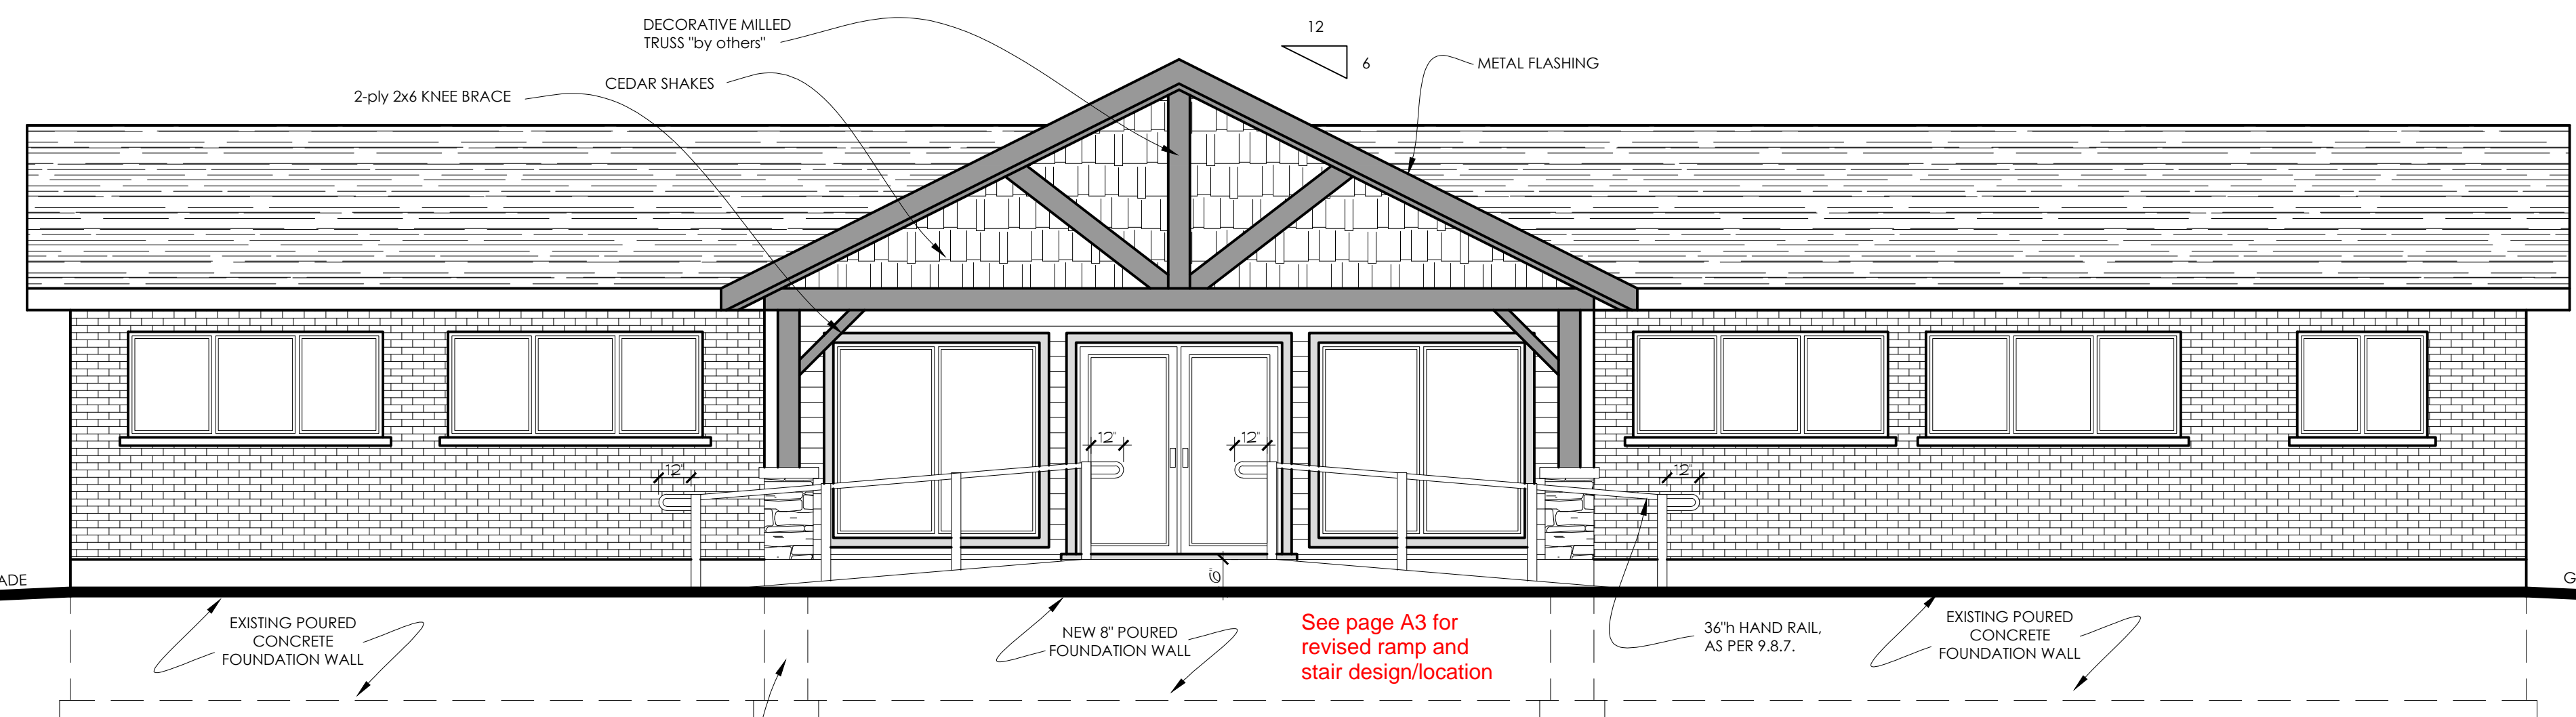 DECORATIVE MILLED
TRUSS "by others"
12
6
METAL FLASHING
CEDAR SHAKES
2-ply 2x6 KNEE BRACE
12"
12"
12"
12"
ADE
G
EXISTING POURED
CONCRETE
FOUNDATION WALL
NEW 8" POURED
FOUNDATION WALL
See page A3 for
revised ramp and
stair design/location
36"h HAND RAIL,
AS PER 9.8.7.
EXISTING POURED
CONCRETE
FOUNDATION WALL